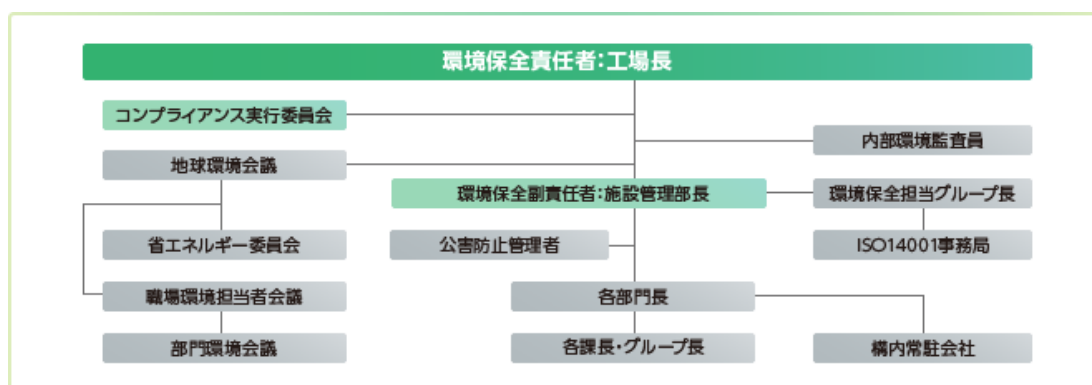 環境保全責任者:工場長
コンプライアンス実行委員会
内部環境監査員
地球環境会議
環境保全副責任者:施設管理部長
環境保全担当グループ長
省エネルギー委員会
公害防止管理者
ISO14001事務局
職場環境担当者会議
各部門長
部門環境会議
各課長・グループ長
構内常駐会社